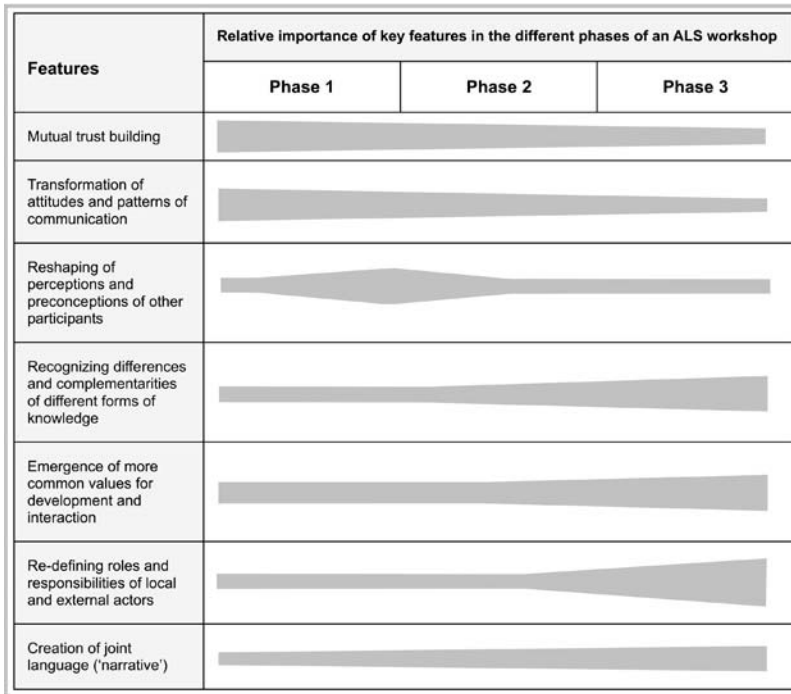 Relative importance of key features in the different phases of an ALS workshop
Features
Phase 1
Phase 2
Phase 3
Mutual trust building
Transformation of
attitudes and patterns of
communication
Reshaping of
perceptions and
preconceptions of other
participants
Recognizing differences
and complementarities
of different forms of
knowledge
Emergence of more
common values for
development and
interaction
Re-defining roles and
responsibilities of local
and external actors
Creation of joint
language (‘narrative’)